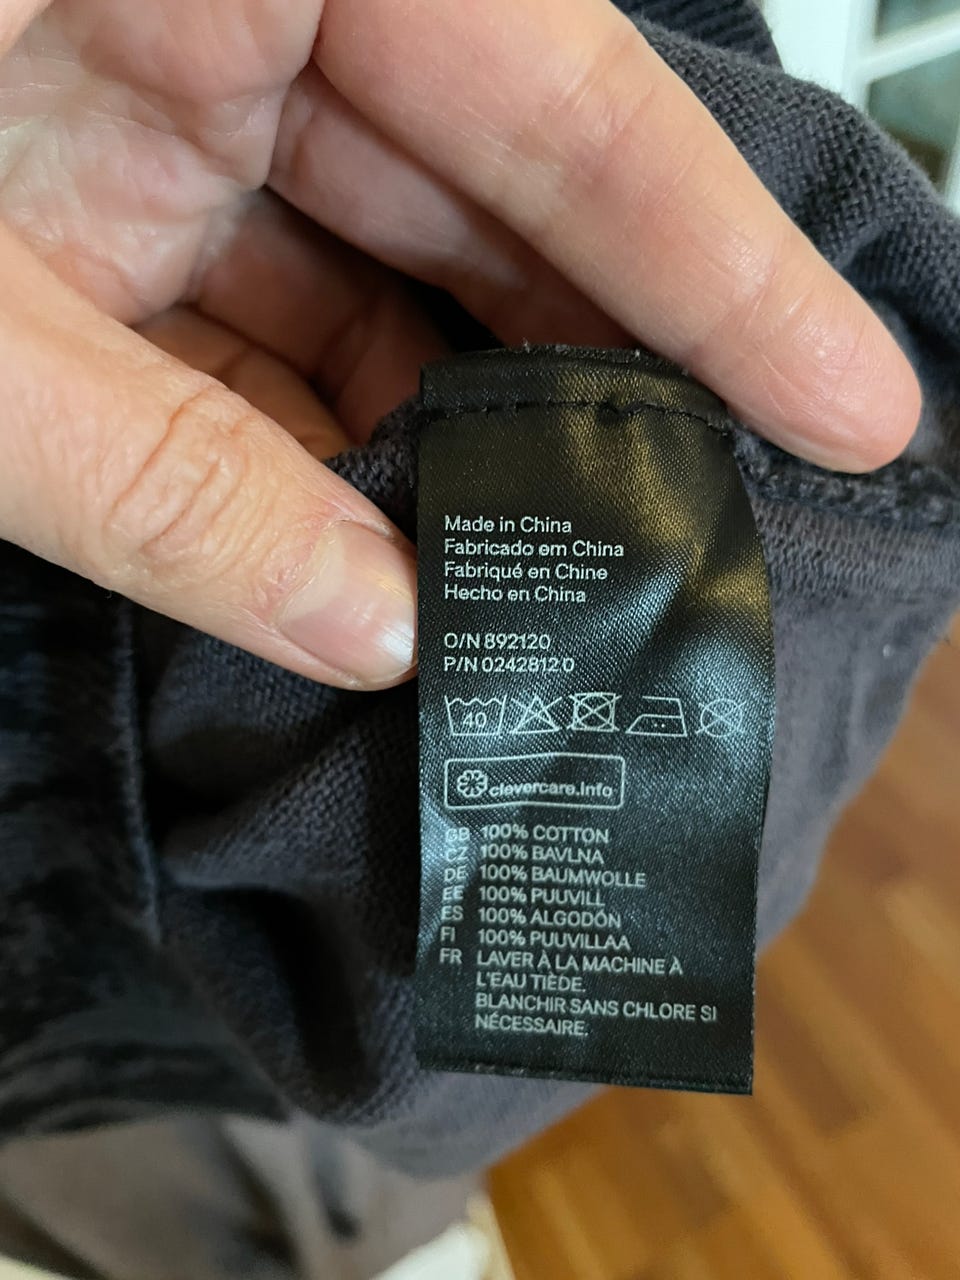 Made in China
Fabricado em China
Fabriqué en Chine
Hecho en China
O/N 892120
P/N 0242812 0
40
clevercare.info
GB 100% COTTON
CZ 100% BAVLNA
DE 100% BAUMWOLLE
EE 100% PUUVILL
ES 100% ALGODÓN
FI 100% PUUVILLAA
FR LAVER À LA MACHINE À
L'EAU TIÈDE.
BLANCHIR SANS CHLORE SI
NÉCESSAIRE.